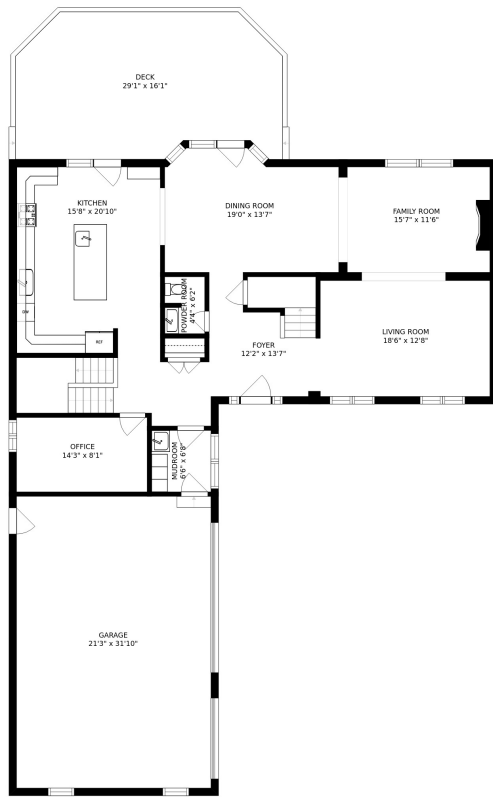 DECK
29'1" x 16'1"
KITCHEN
15'8" x 20'10"
DINING ROOM
19'0" x 13'7"
FAMILY ROOM
15'7" x 11'6"
POWDER ROOM
4'4" x 6'2"
DW
REF
FOYER
12'2" x 13'7"
LIVING ROOM
18'6" x 12'8"
OFFICE
14'3" x 8'1"
MUDROOM
6'6" x 6'8"
GARAGE
21'3" x 31'10"